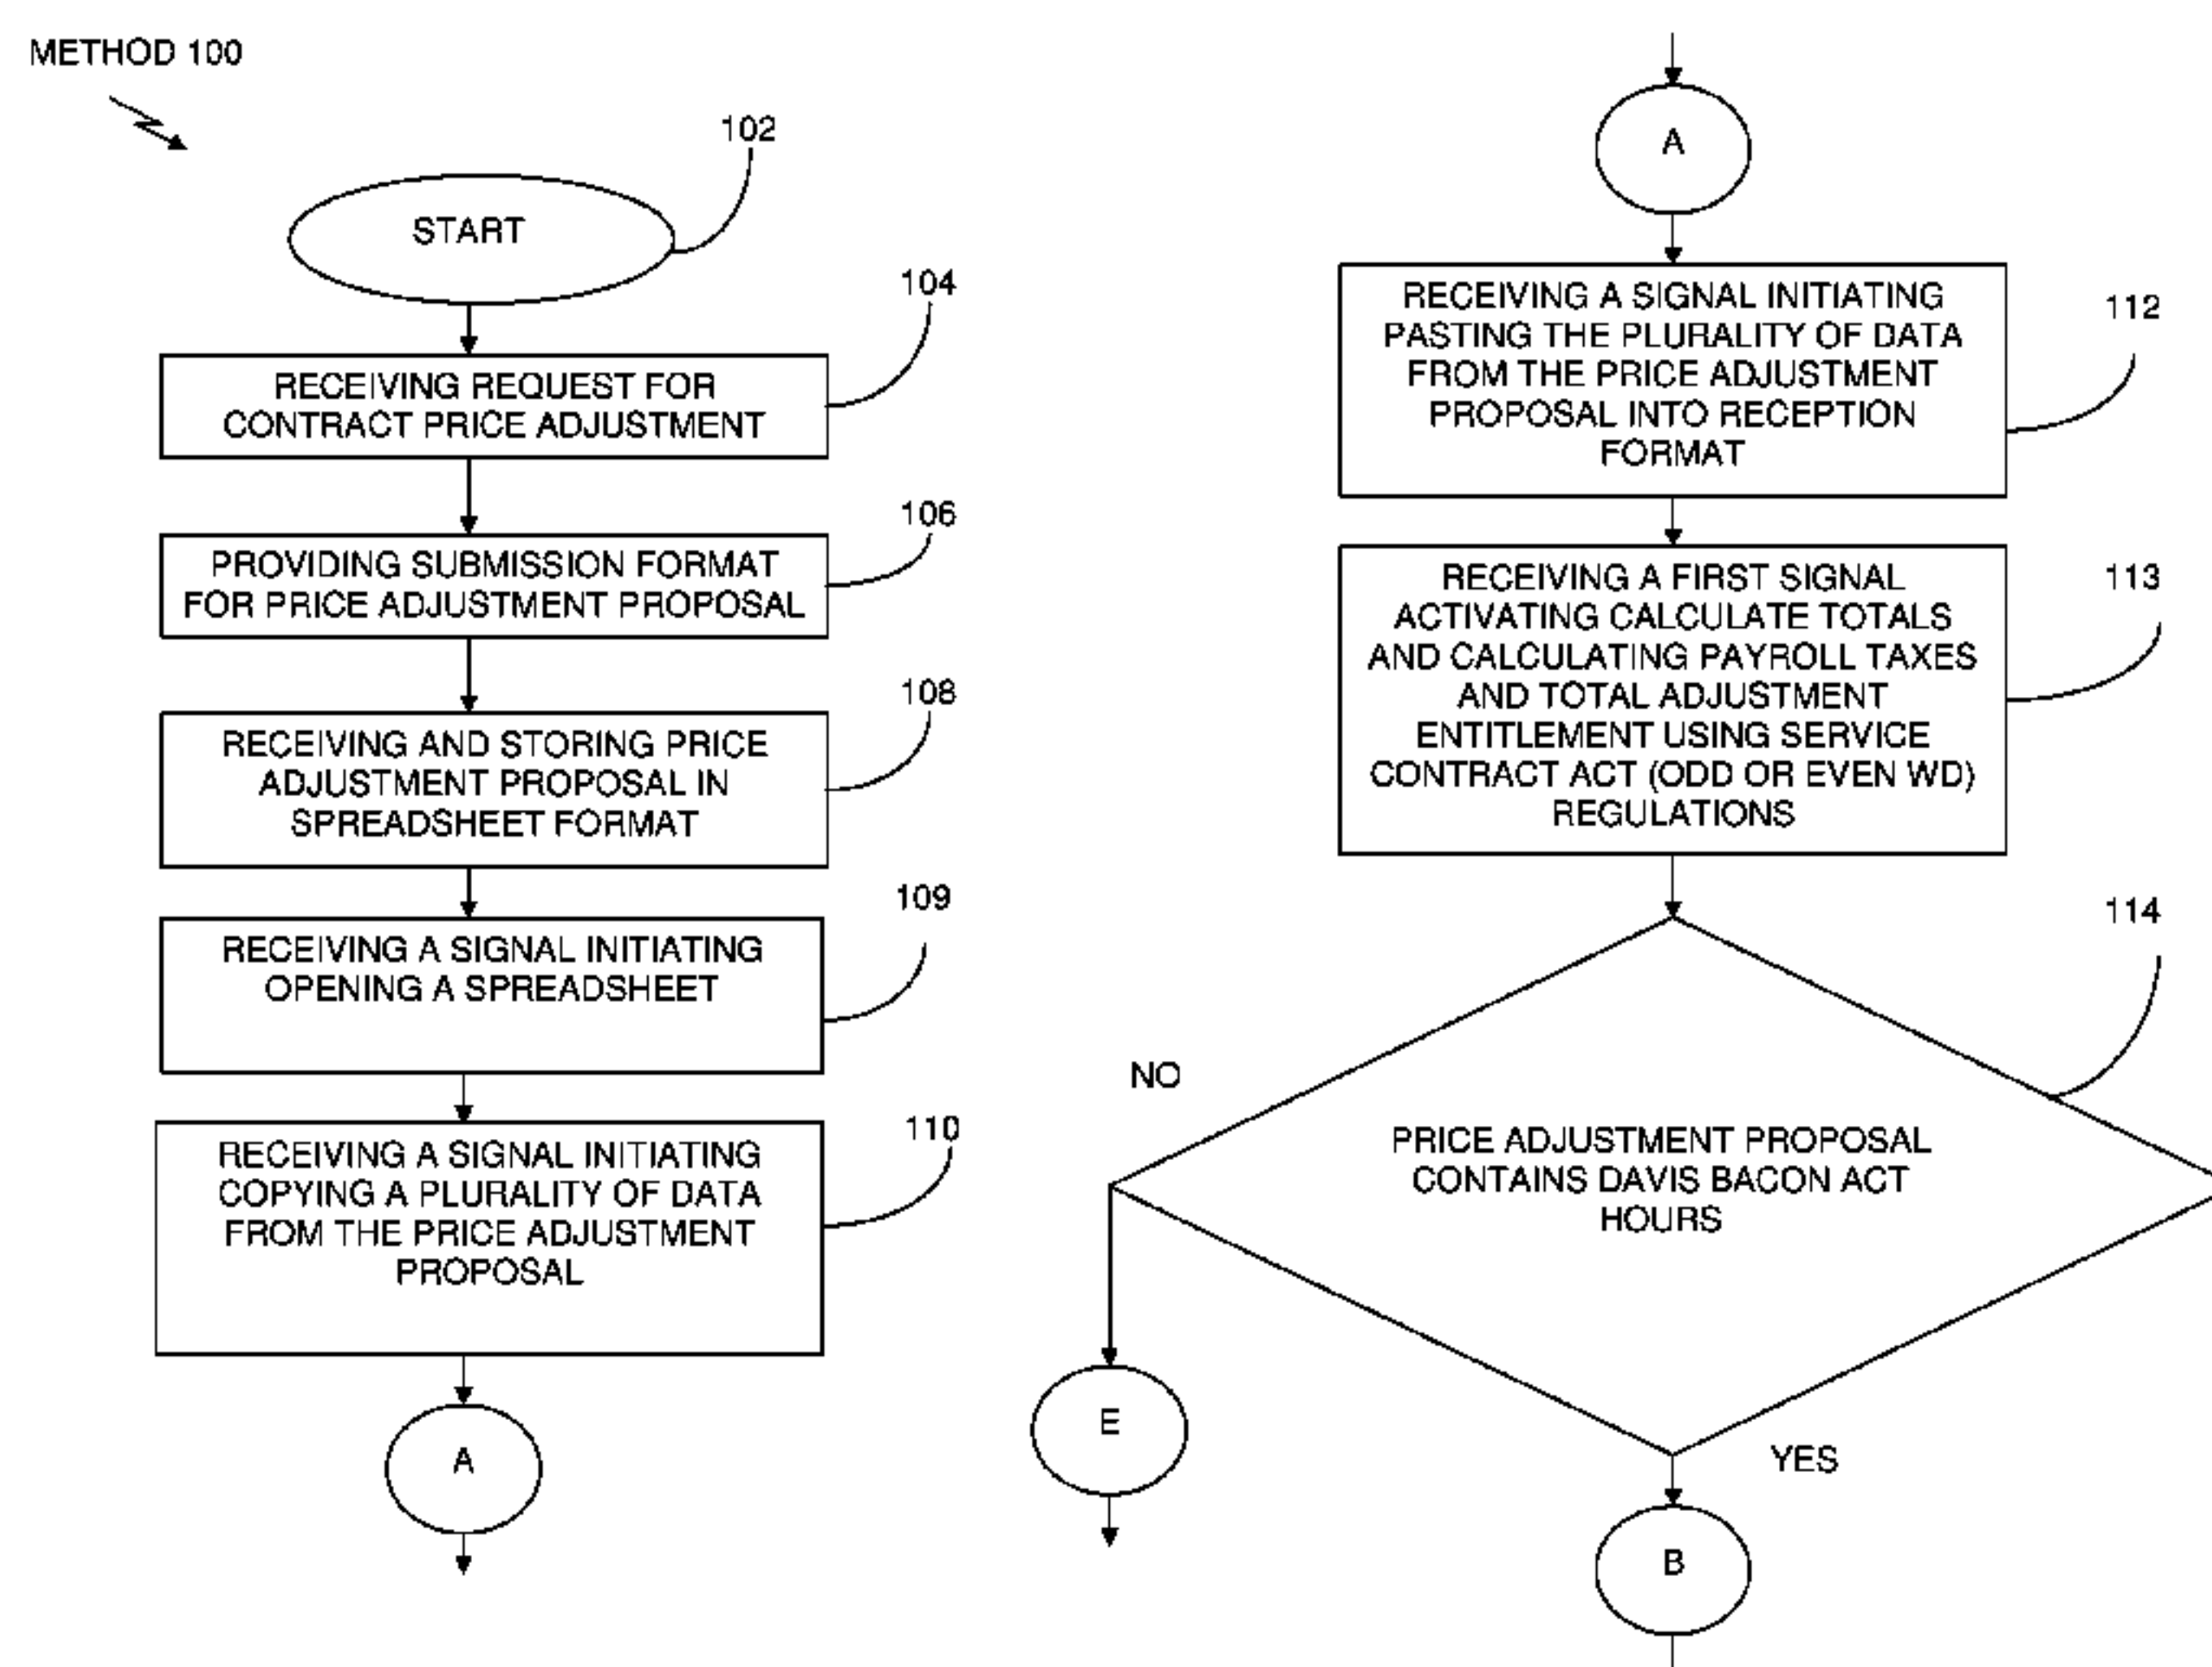 METHOD 100
102
START
104
RECEIVING REQUEST FOR
CONTRACT PRICE ADJUSTMENT
106
PROVIDING SUBMISSION FORMAT
FOR PRICE ADJUSTMENT PROPOSAL
108
RECEIVING AND STORING PRICE
ADJUSTMENT PROPOSAL IN
SPREADSHEET FORMAT
109
RECEIVING A SIGNAL INITIATING
OPENING A SPREADSHEET
110
RECEIVING A SIGNAL INITIATING
COPYING A PLURALITY OF DATA
FROM THE PRICE ADJUSTMENT
PROPOSAL
A
A
RECEIVING A SIGNAL INITIATING
PASTING THE PLURALITY OF DATA
FROM THE PRICE ADJUSTMENT
PROPOSAL INTO RECEPTION
FORMAT
112
RECEIVING A FIRST SIGNAL
ACTIVATING CALCULATE TOTALS
AND CALCULATING PAYROLL TAXES
AND TOTAL ADJUSTMENT
ENTITLEMENT USING SERVICE
CONTRACT ACT (ODD OR EVEN WD)
REGULATIONS
113
114
NO
PRICE ADJUSTMENT PROPOSAL
CONTAINS DAVIS BACON ACT
HOURS
E
YES
B